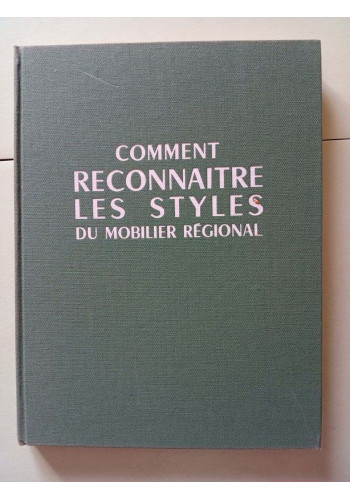 COMMENT
RECONNAITRE
LES STYLES
DU MOBILIER RÉGIONAL